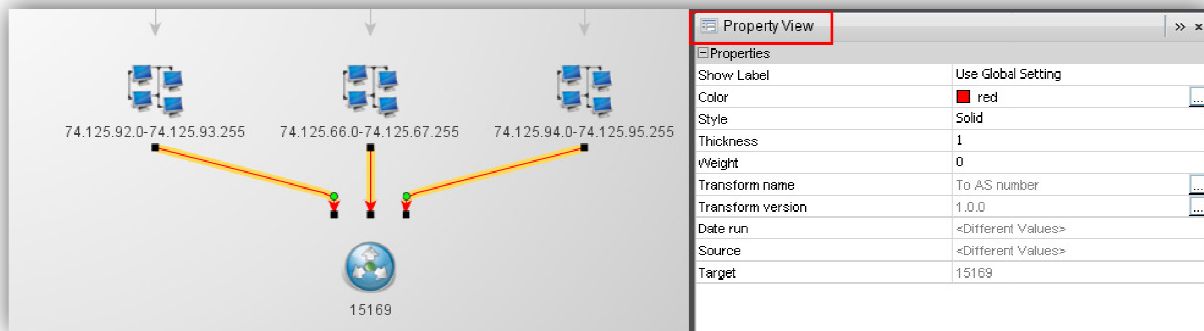 74.125.92.0-74.125.93.255
74.125.66.0-74.125.67.255
74.125.94.0-74.125.95.255
15169
Property View
Properties
Show Label Use Global Setting
Color red ...
Style Solid
Thickness 1
Weight 0
Transform name To AS number ...
Transform version 1.0.0 ...
Date run <Different Values>
Source <Different Values>
Target 15169